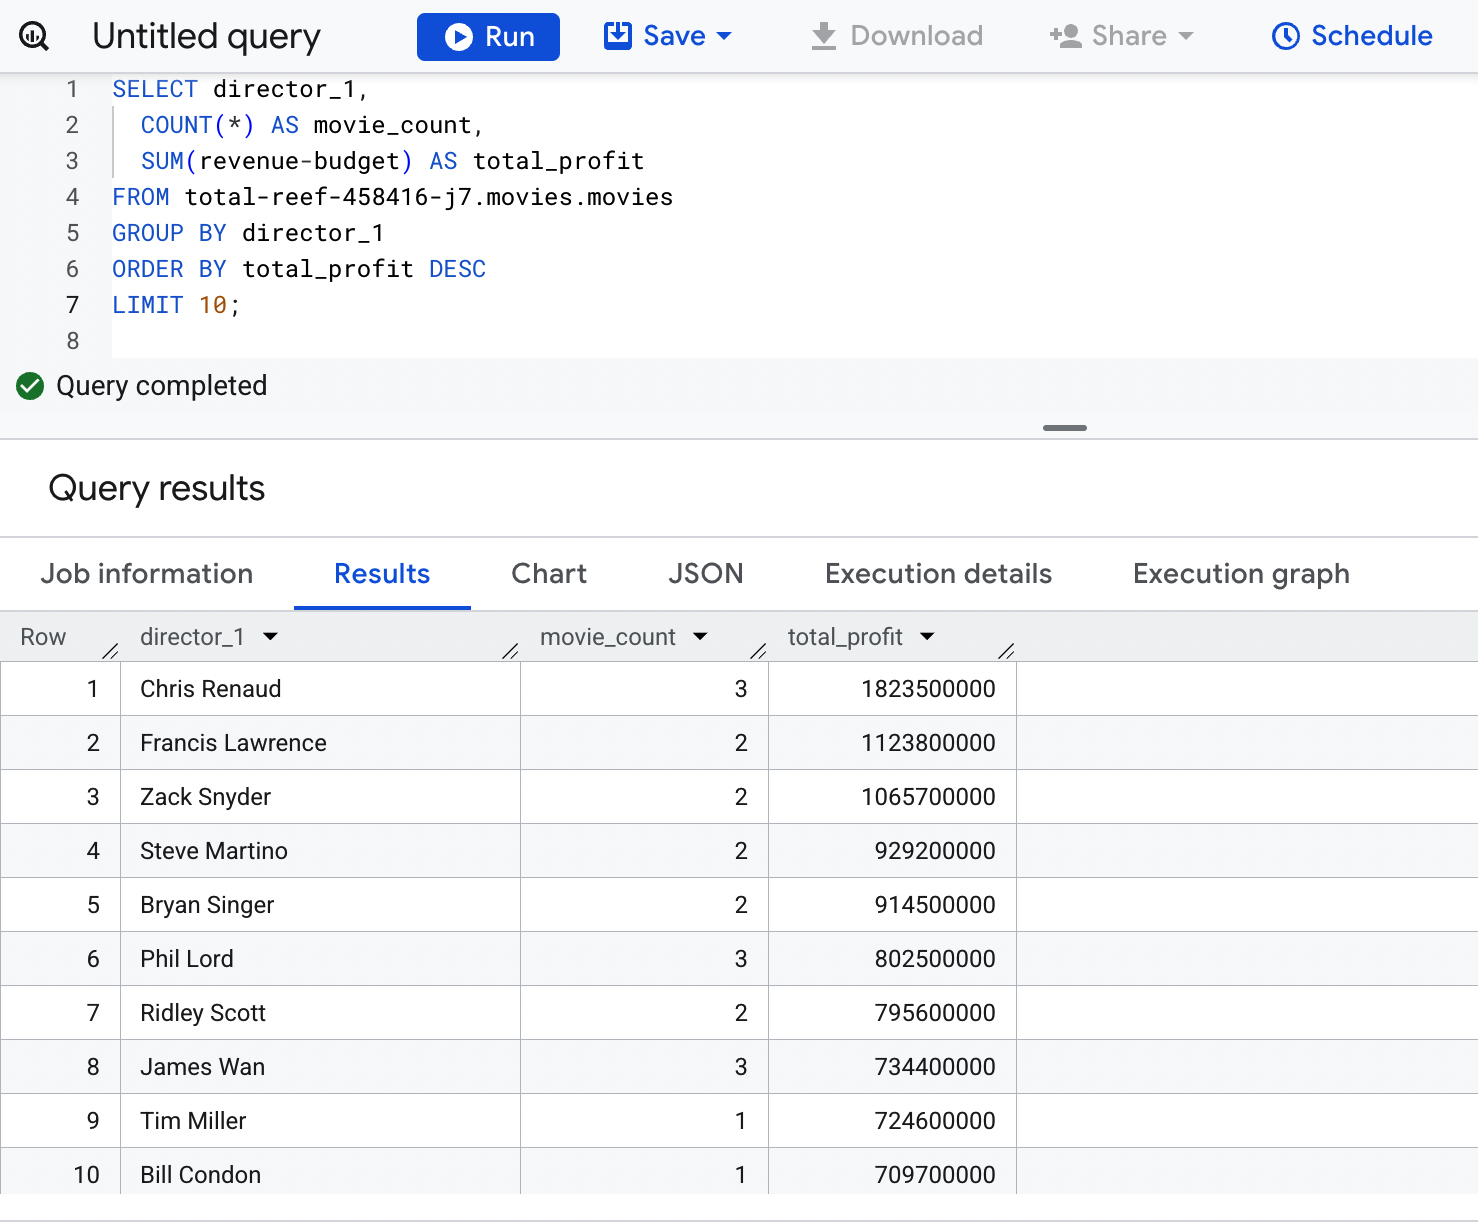 Untitled query Run Save Download Share Schedule
1 SELECT director_1,
2 COUNT(*) AS movie_count,
3 SUM(revenue-budget) AS total_profit
4 FROM total-reef-458416-j7.movies.movies
5 GROUP BY director_1
6 ORDER BY total_profit DESC
7 LIMIT 10;
8
Query completed
Query results
Job information Results Chart JSON Execution details Execution graph
Row director_1 movie_count total_profit
1 Chris Renaud 3 1823500000
2 Francis Lawrence 2 1123800000
3 Zack Snyder 2 1065700000
4 Steve Martino 2 929200000
5 Bryan Singer 2 914500000
6 Phil Lord 3 802500000
7 Ridley Scott 2 795600000
8 James Wan 3 734400000
9 Tim Miller 1 724600000
10 Bill Condon 1 709700000